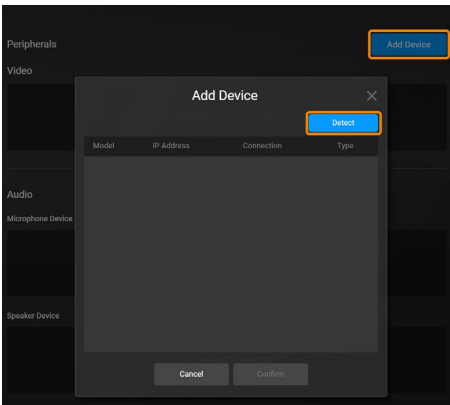 Peripherals
Add Device
Video
Add Device
Detect
Model IP Address Connection Type
Audio
Microphone Device
Speaker Device
Cancel Confirm